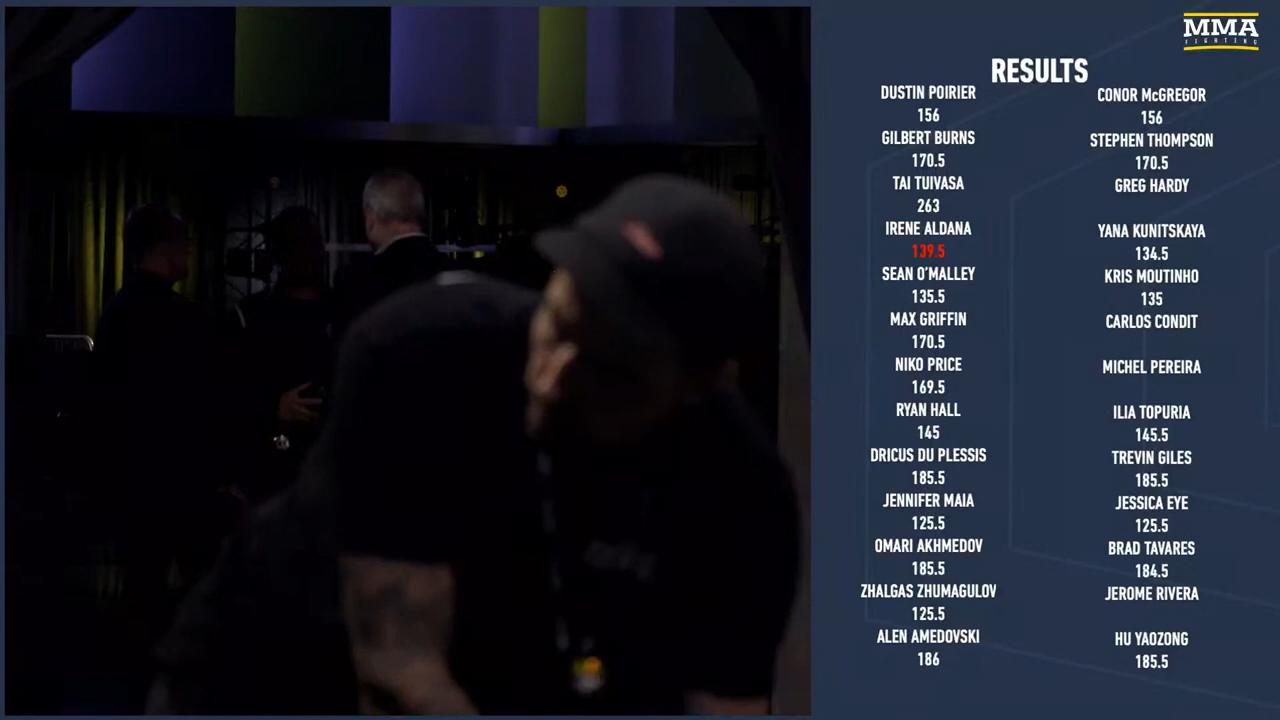 MMA
FIGHTING
RESULTS
DUSTIN POIRIER
156
CONOR McGREGOR
156
GILBERT BURNS
170.5
STEPHEN THOMPSON
170.5
TAI TUIVASA
263
GREG HARDY
IRENE ALDANA
139.5
YANA KUNITSKAYA
134.5
SEAN O'MALLEY
135.5
KRIS MOUTINHO
135
MAX GRIFFIN
170.5
CARLOS CONDIT
NIKO PRICE
169.5
MICHEL PEREIRA
RYAN HALL
145
ILIA TOPURIA
145.5
DRICUS DU PLESSIS
185.5
TREVIN GILES
185.5
JENNIFER MAIA
125.5
JESSICA EYE
125.5
OMARI AKHMEDOV
185.5
BRAD TAVARES
184.5
ZHALGAS ZHUMAGULOV
125.5
JEROME RIVERA
ALEN AMEDOVSKI
186
HU YAOZONG
185.5